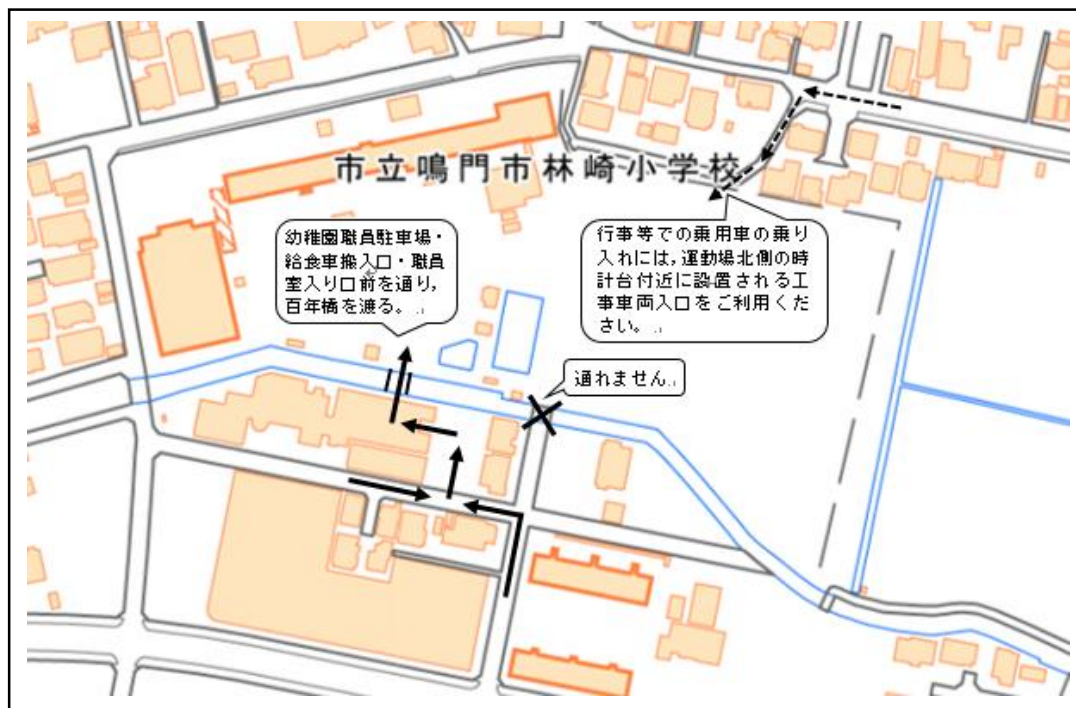 市立鳴門市林崎小学校
幼稚園職員駐車場・
給食車搬入口・職員
室入り口前を通り,
百年橋を渡る。
行事等での乗用車の乗り
入れには,運動場北側の時
計台付近に設置される工
事車両入口をご利用くだ
さい。
通れません。